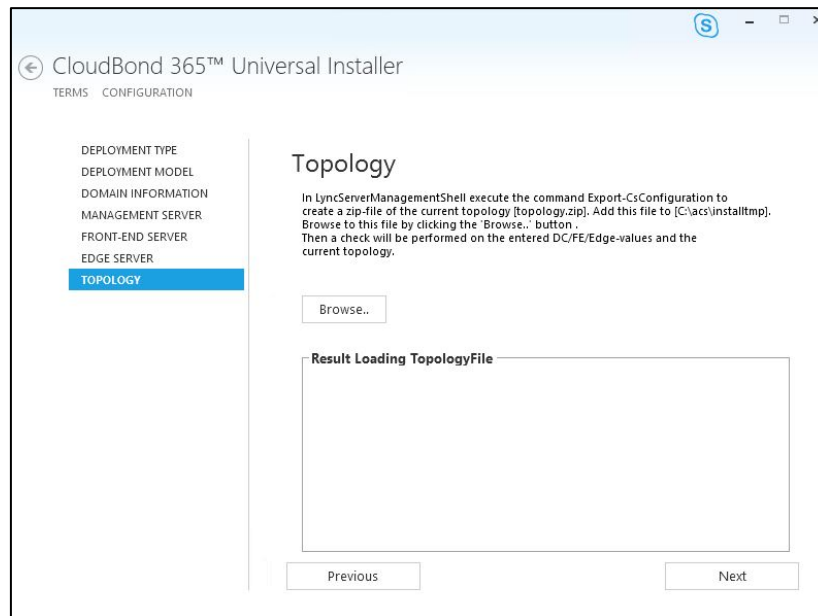 S
CloudBond 365™ Universal Installer
TERMS CONFIGURATION
DEPLOYMENT TYPE
DEPLOYMENT MODEL
DOMAIN INFORMATION
MANAGEMENT SERVER
FRONT-END SERVER
EDGE SERVER
TOPOLOGY
Topology
In LyncServerManagementShell execute the command Export-CsConfiguration to
create a zip-file of the current topology [topology.zip]. Add this file to [C:\acs\installtmp].
Browse to this file by clicking the 'Browse..' button .
Then a check will be performed on the entered DC/FE/Edge-values and the
current topology.
Browse..
Result Loading TopologyFile
Previous
Next